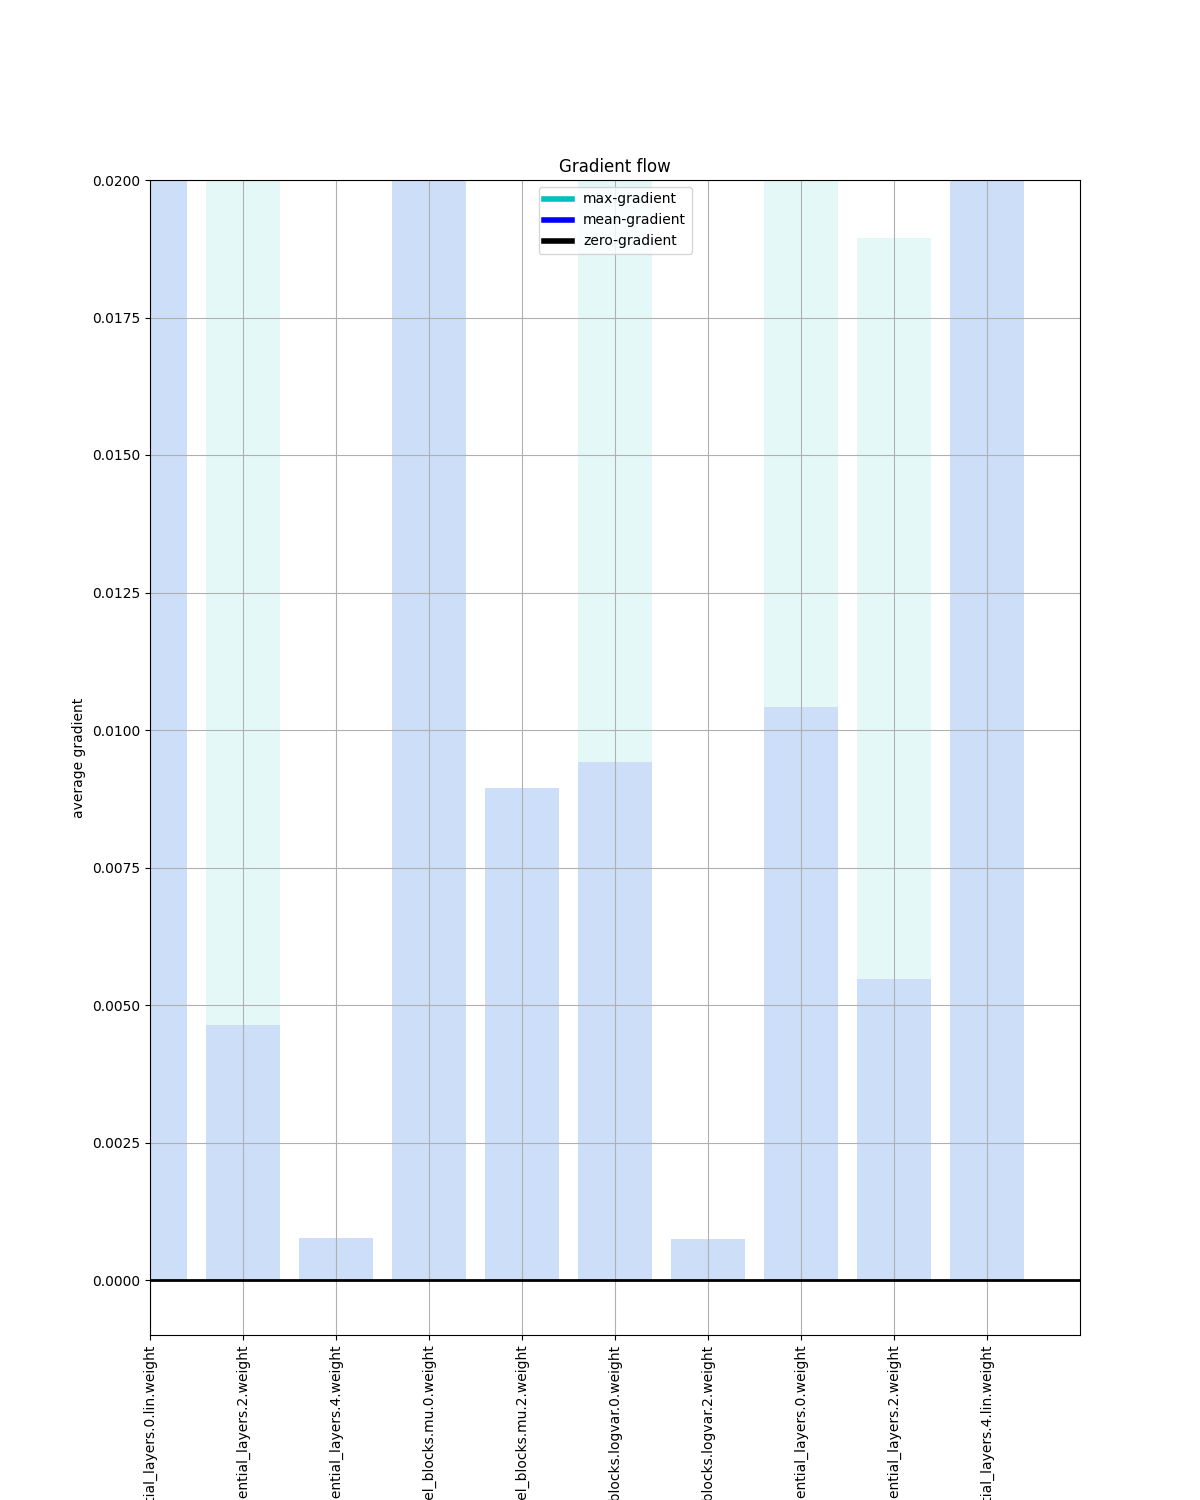 Gradient flow
max-gradient
mean-gradient
zero-gradient
0.0200
0.0175
0.0150
0.0125
0.0100
0.0075
0.0050
0.0025
0.0000
average gradient
tial_layers.0.lin.weight
ential_layers.2.weight
ential_layers.4.weight
el_blocks.mu.0.weight
el_blocks.mu.2.weight
blocks.logvar.0.weight
blocks.logvar.2.weight
ential_layers.0.weight
ential_layers.2.weight
tial_layers.4.lin.weight